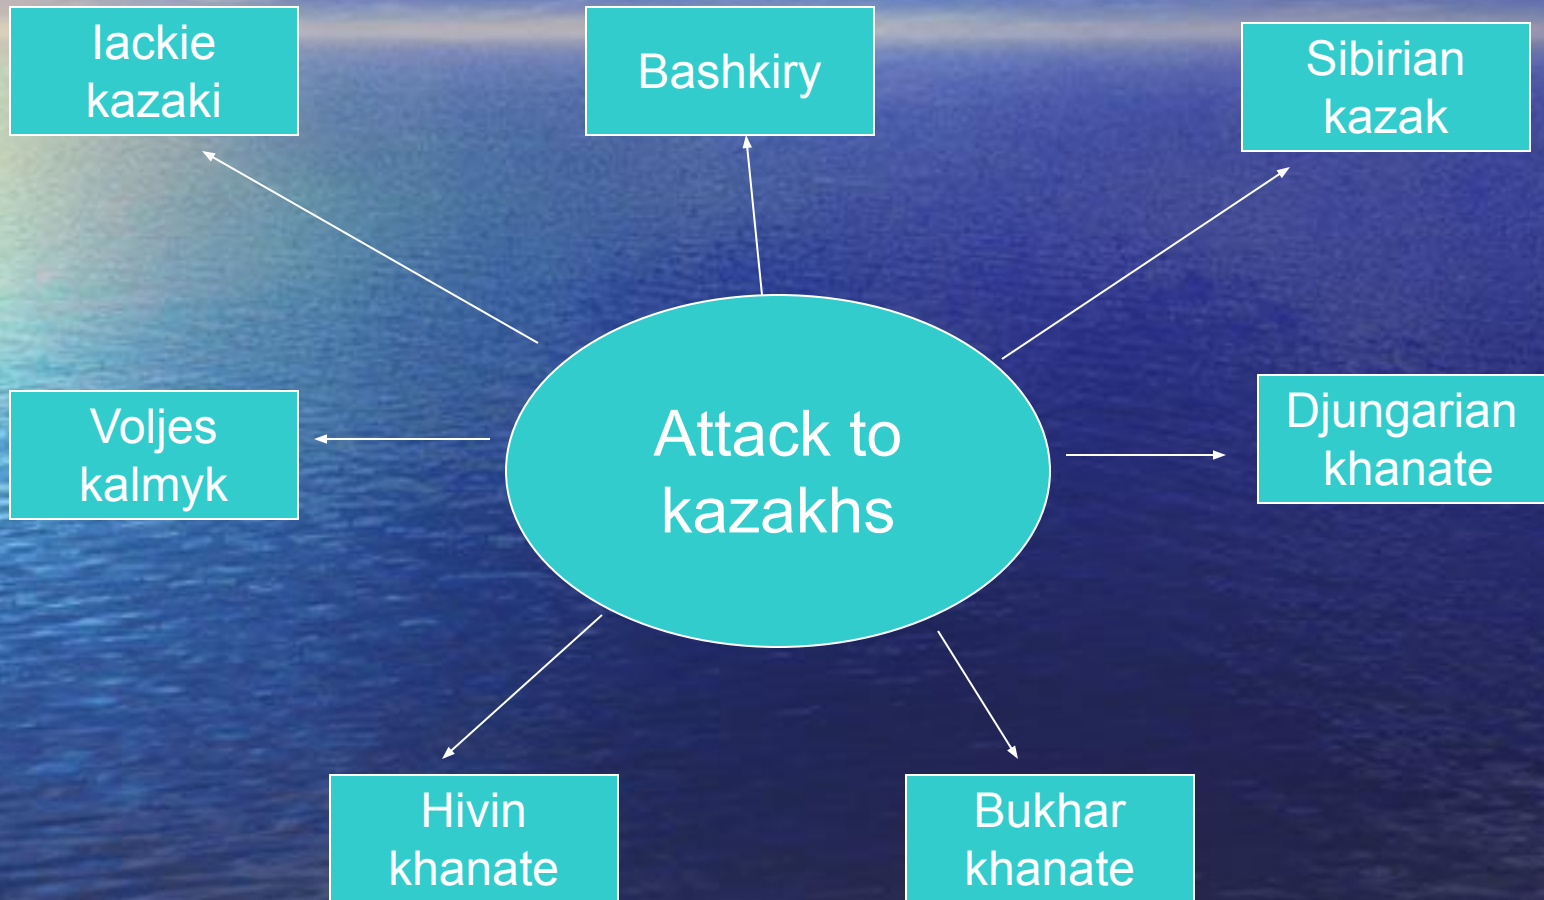 Iackie
kazaki
Bashkiry
Sibirian
kazak
Voljes
kalmyk
Attack to
kazakhs
Djungarian
khanate
Hivin
khanate
Bukhar
khanate